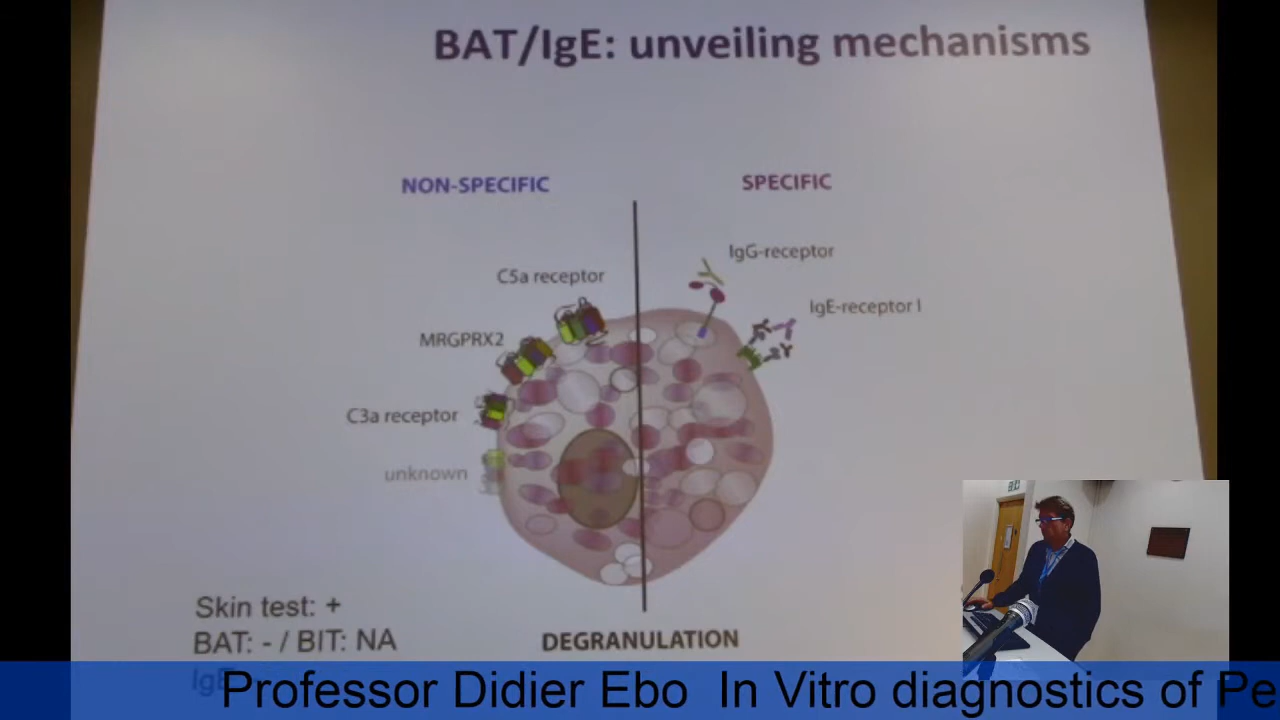 BAT/IgE: unveiling mechanisms
NON-SPECIFIC
SPECIFIC
IgG-receptor
C5a receptor
IgE-receptor I
MRGPRX2
C3a receptor
unknown
Skin test: +
BAT: - / BIT: NA
DEGRANULATION
IgE
Professor Didier Ebo In Vitro diagnostics of Pe